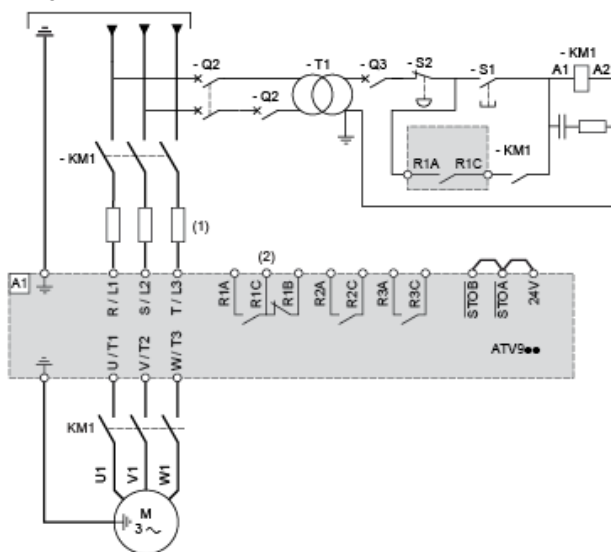 - Q2
- T1
- Q3
- S2
- S1
- KM1
A1
A2
- Q2
- KM1
R1A
R1C
- KM1
(1)
(2)
A1
R / L1
S / L2
T / L3
R1A
R1C
R1B
R2A
R2C
R3A
R3C
STOB
STOA
24V
ATV9●●
U / T1
V / T2
W / T3
KM1
U1
V1
W1
M
3 ~